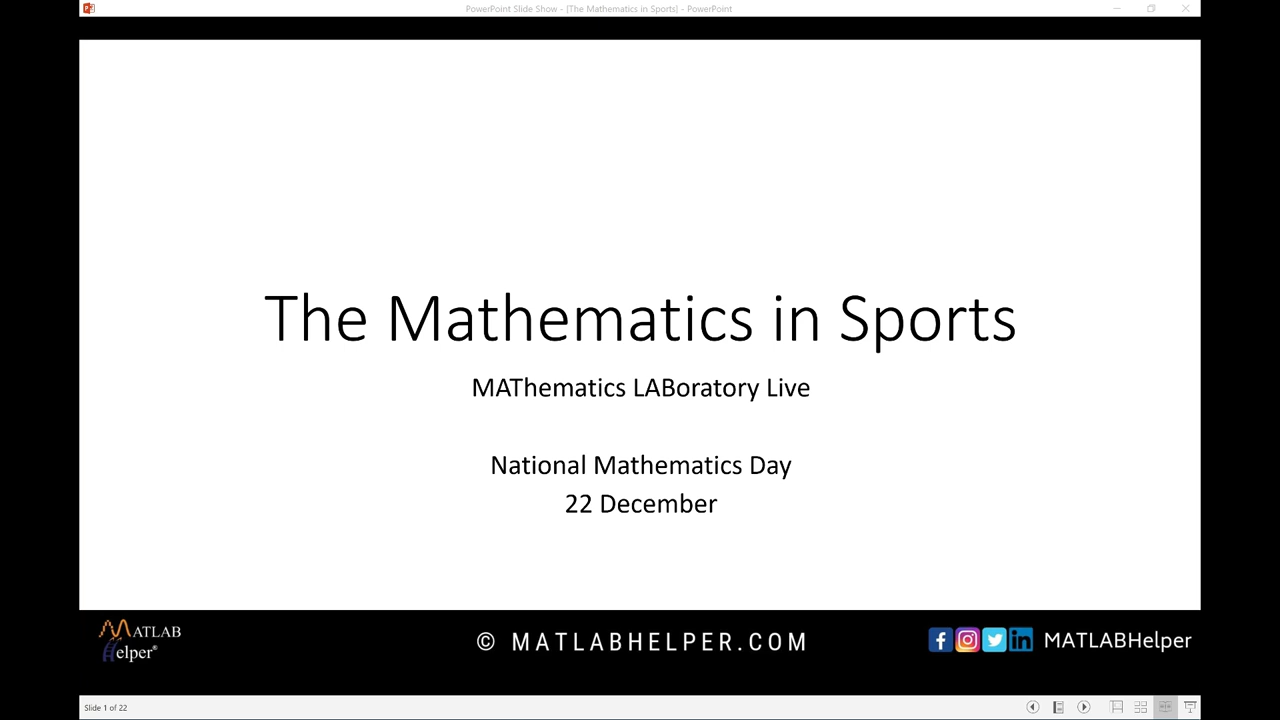 PowerPoint Slide Show - [The Mathematics in Sports] - PowerPoint
The Mathematics in Sports
MAThematics LABoratory Live
National Mathematics Day
22 December
MATLAB
Helper®
© MATLABHELPER.COM
MATLABHelper
Slide 1 of 22